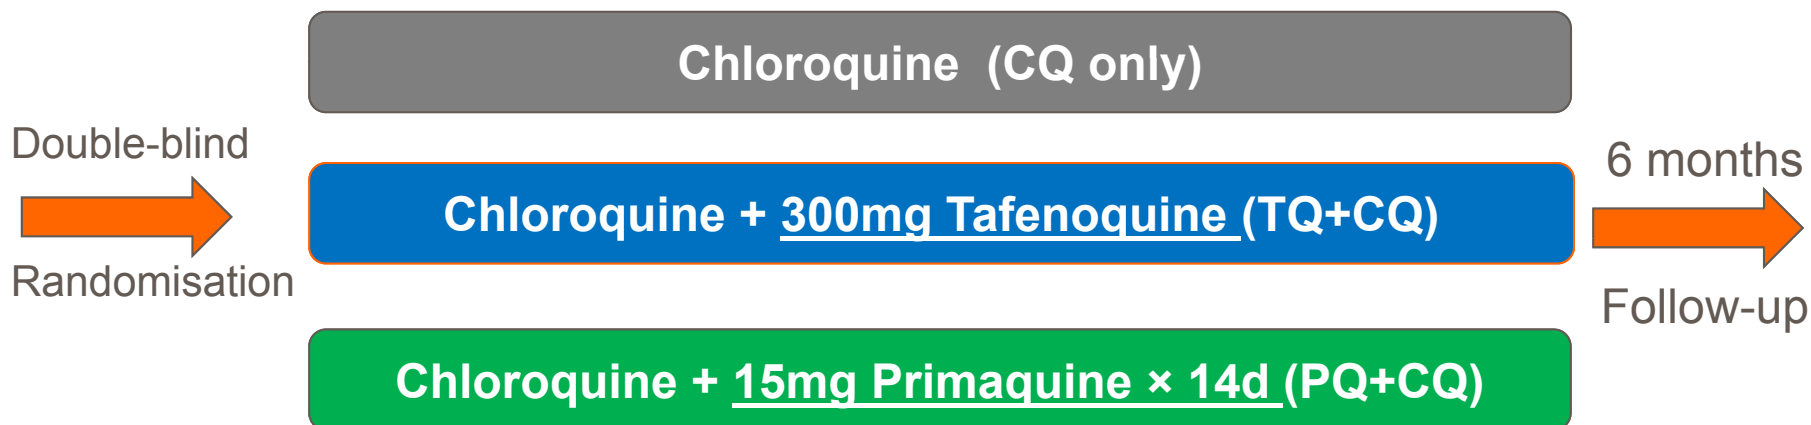 Double-blind
Randomisation
Chloroquine (CQ only)
Chloroquine + 300mg Tafenoquine (TQ+CQ)
Chloroquine + 15mg Primaquine × 14d (PQ+CQ)
6 months
Follow-up